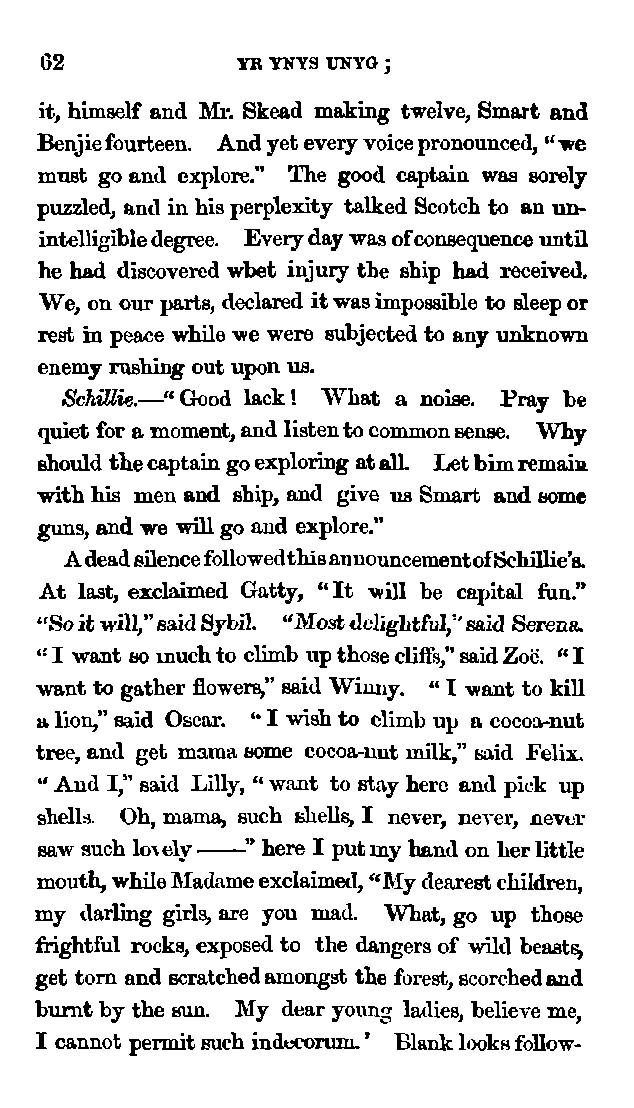 62 YR YNYS UNYG ;
it, himself and Mr. Skead making twelve, Smart and
Benjie fourteen. And yet every voice pronounced, "we
must go and explore." The good captain was sorely
puzzled, and in his perplexity talked Scotch to an un-
intelligible degree. Every day was of consequence until
he had discovered wbet injury the ship had received.
We, on our parts, declared it was impossible to sleep or
rest in peace while we were subjected to any unknown
enemy rushing out upon us.
Schillie.—"Good lack! What a noise. Pray be
quiet for a moment, and listen to common sense. Why
should the captain go exploring at all. Let him remain
with his men and ship, and give us Smart and some
guns, and we will go and explore."
A dead silence followed this announcement of Schillie's.
At last, exclaimed Gatty, "It will be capital fun."
"So it will," said Sybil. "Most delightful," said Serena.
"I want so much to climb up those cliffs," said Zoë. "I
want to gather flowers," said Winny. "I want to kill
a lion," said Oscar. "I wish to climb up a cocoa-nut
tree, and get mama some cocoa-nut milk," said Felix.
"And I," said Lilly, "want to stay here and pick up
shells. Oh, mama, such shells, I never, never, never
saw such lovely ——" here I put my hand on her little
mouth, while Madame exclaimed, "My dearest children,
my darling girls, are you mad. What, go up those
frightful rocks, exposed to the dangers of wild beasts,
get torn and scratched amongst the forest, scorched and
burnt by the sun. My dear young ladies, believe me,
I cannot permit such indecorum.' Blank looks follow-